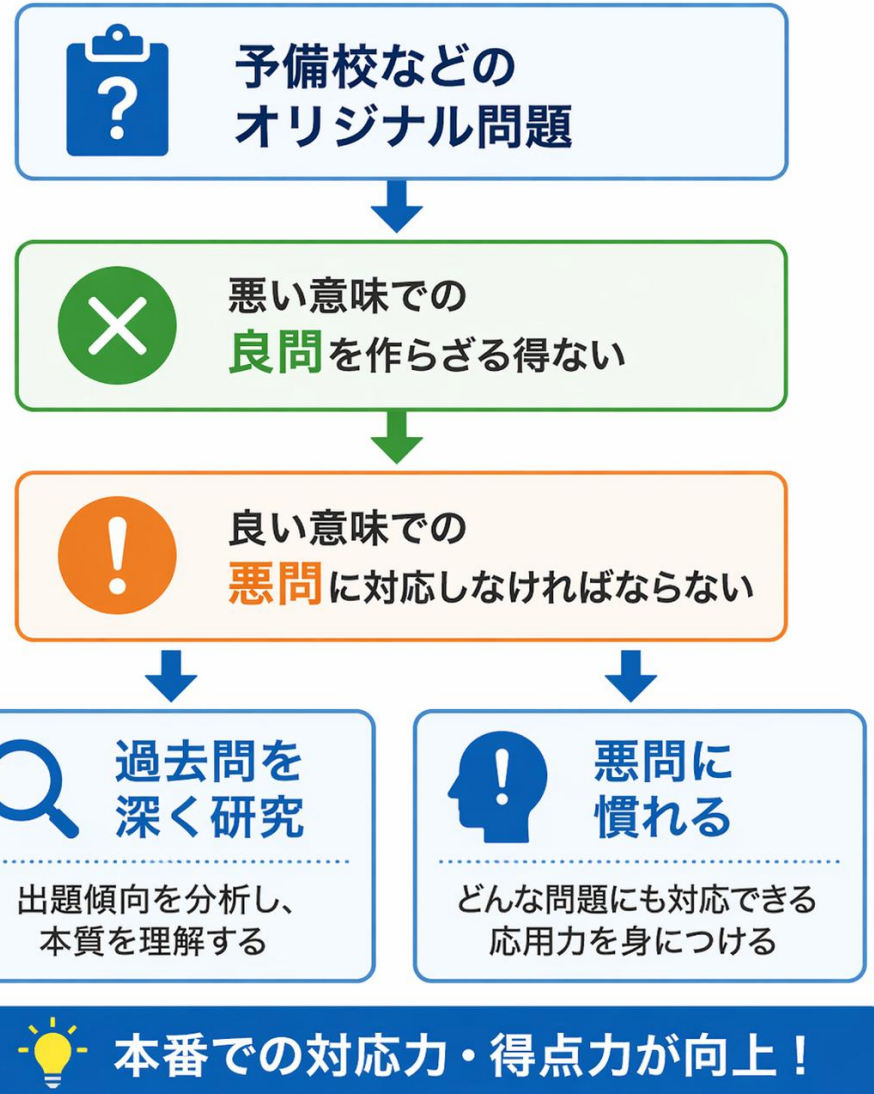 予備校などの
オリジナル問題
悪い意味での
良問を作らざる得ない
良い意味での
悪問に対応しなければならない
過去問を
深く研究
出題傾向を分析し、
本質を理解する
悪問に
慣れる
どんな問題にも対応できる
応用力を身につける
本番での対応力・得点力が向上！